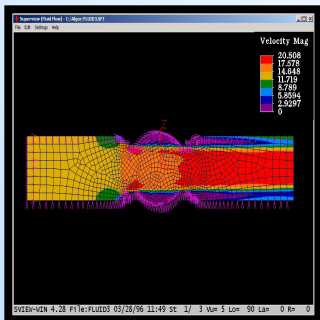 Superview (Fluid Flow) - C:/Algor/FLUID3.SFT
File Edit Settings Help
Velocity Mag
20.508
17.578
14.648
11.719
8.789
5.8594
2.9297
0
Z
SVIEW-WIN 4.28 File:FLUID3 03/28/96 11:49 St 1/ 3 Vu= 5 Lo= 90 La= 0 R= 0